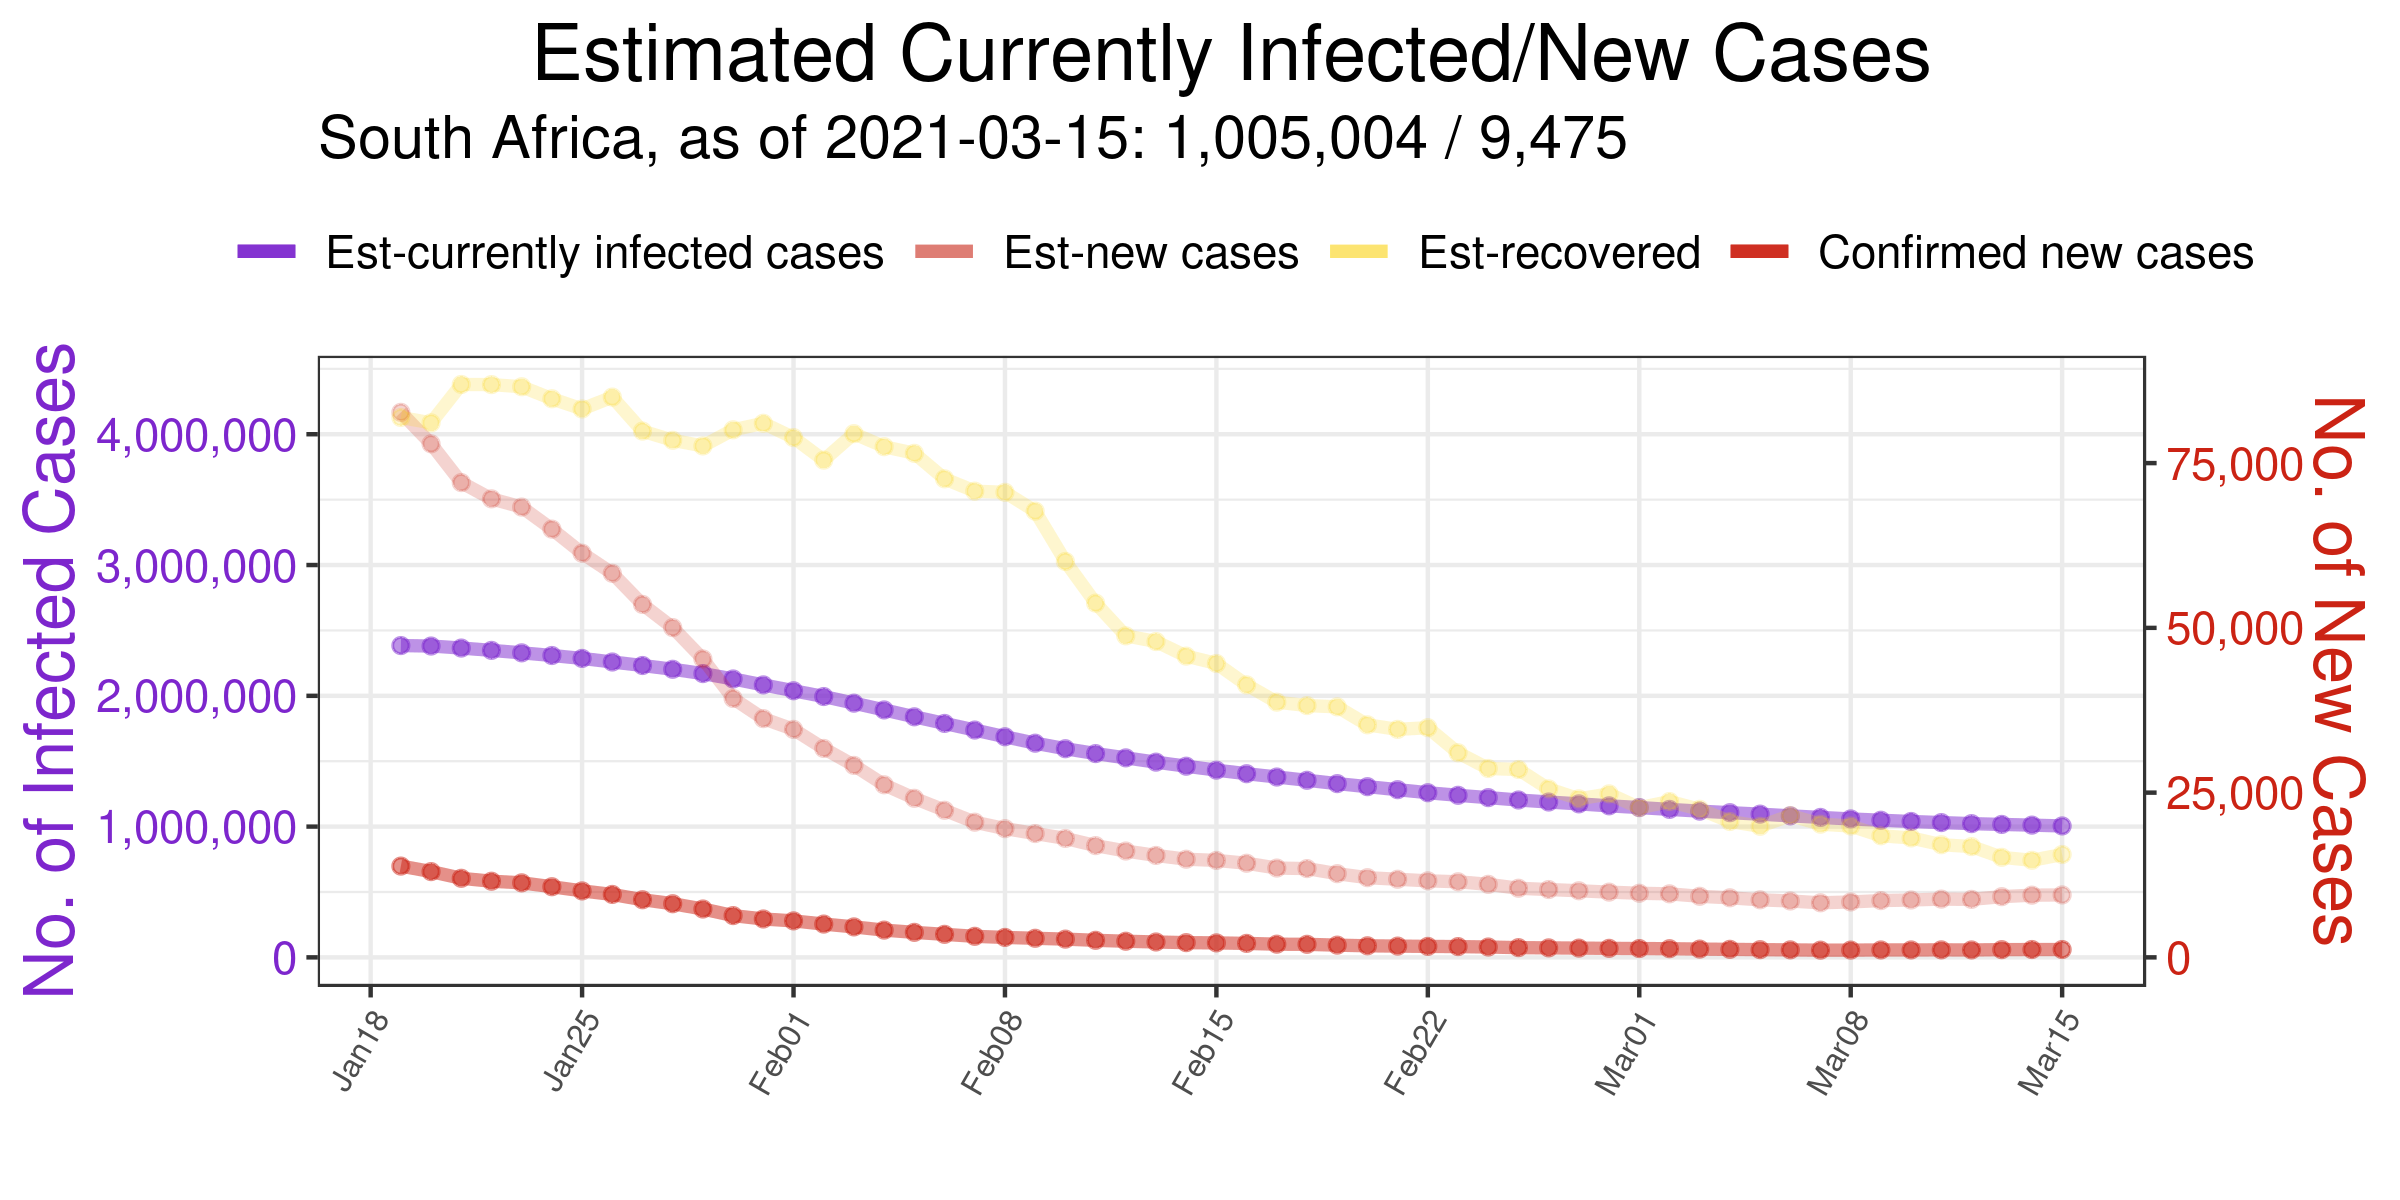 Estimated Currently Infected/New Cases
South Africa, as of 2021-03-15: 1,005,004 / 9,475
Est-currently infected cases Est-new cases Est-recovered Confirmed new cases
No. of Infected Cases
4,000,000
3,000,000
2,000,000
1,000,000
0
75,000
50,000
25,000
0
No. of New Cases
Jan18 Jan25 Feb01 Feb08 Feb15 Feb22 Mar01 Mar08 Mar15